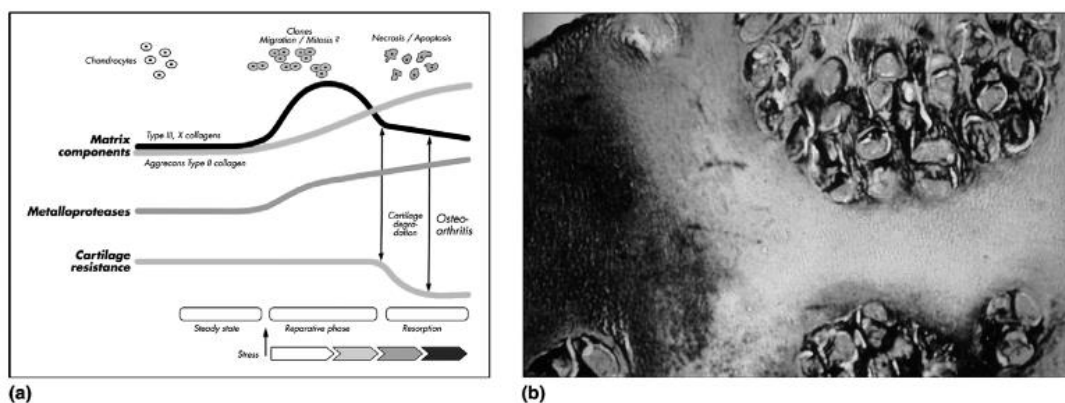 Clones
Migration / Mitosis ?
Necrosis / Apoptosis
Chondrocytes
Type III, X collagens
Matrix
components
Aggrecans Type II collagen
Metalloproteases
Cartilage
degra-
dation
Osteo-
arthritis
Cartilage
resistance
Steady state
Reparative phase
Resorption
Stress
(a)
(b)